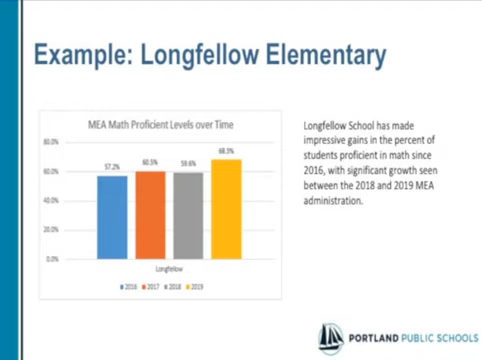 Example: Longfellow Elementary
MEA Math Proficient Levels over Time
80.0%
60.0%
40.0%
20.0%
0.0%
57.2%
60.5%
59.6%
68.3%
Longfellow
2016 2017 2018 2019
Longfellow School has made
impressive gains in the percent of
students proficient in math since
2016, with significant growth seen
between the 2018 and 2019 MEA
administration.
PORTLAND PUBLIC SCHOOLS